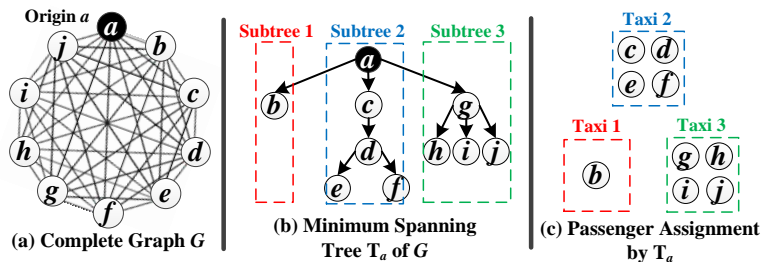 Origin a
a
j
b
i
c
h
d
g
e
f
(a) Complete Graph G
Subtree 1 Subtree 2 Subtree 3
a
b c g
d h i j
e f
(b) Minimum Spanning
Tree Ta of G
Taxi 2
c d
e f
Taxi 1 Taxi 3
b
g h
i j
(c) Passenger Assignment
by Ta